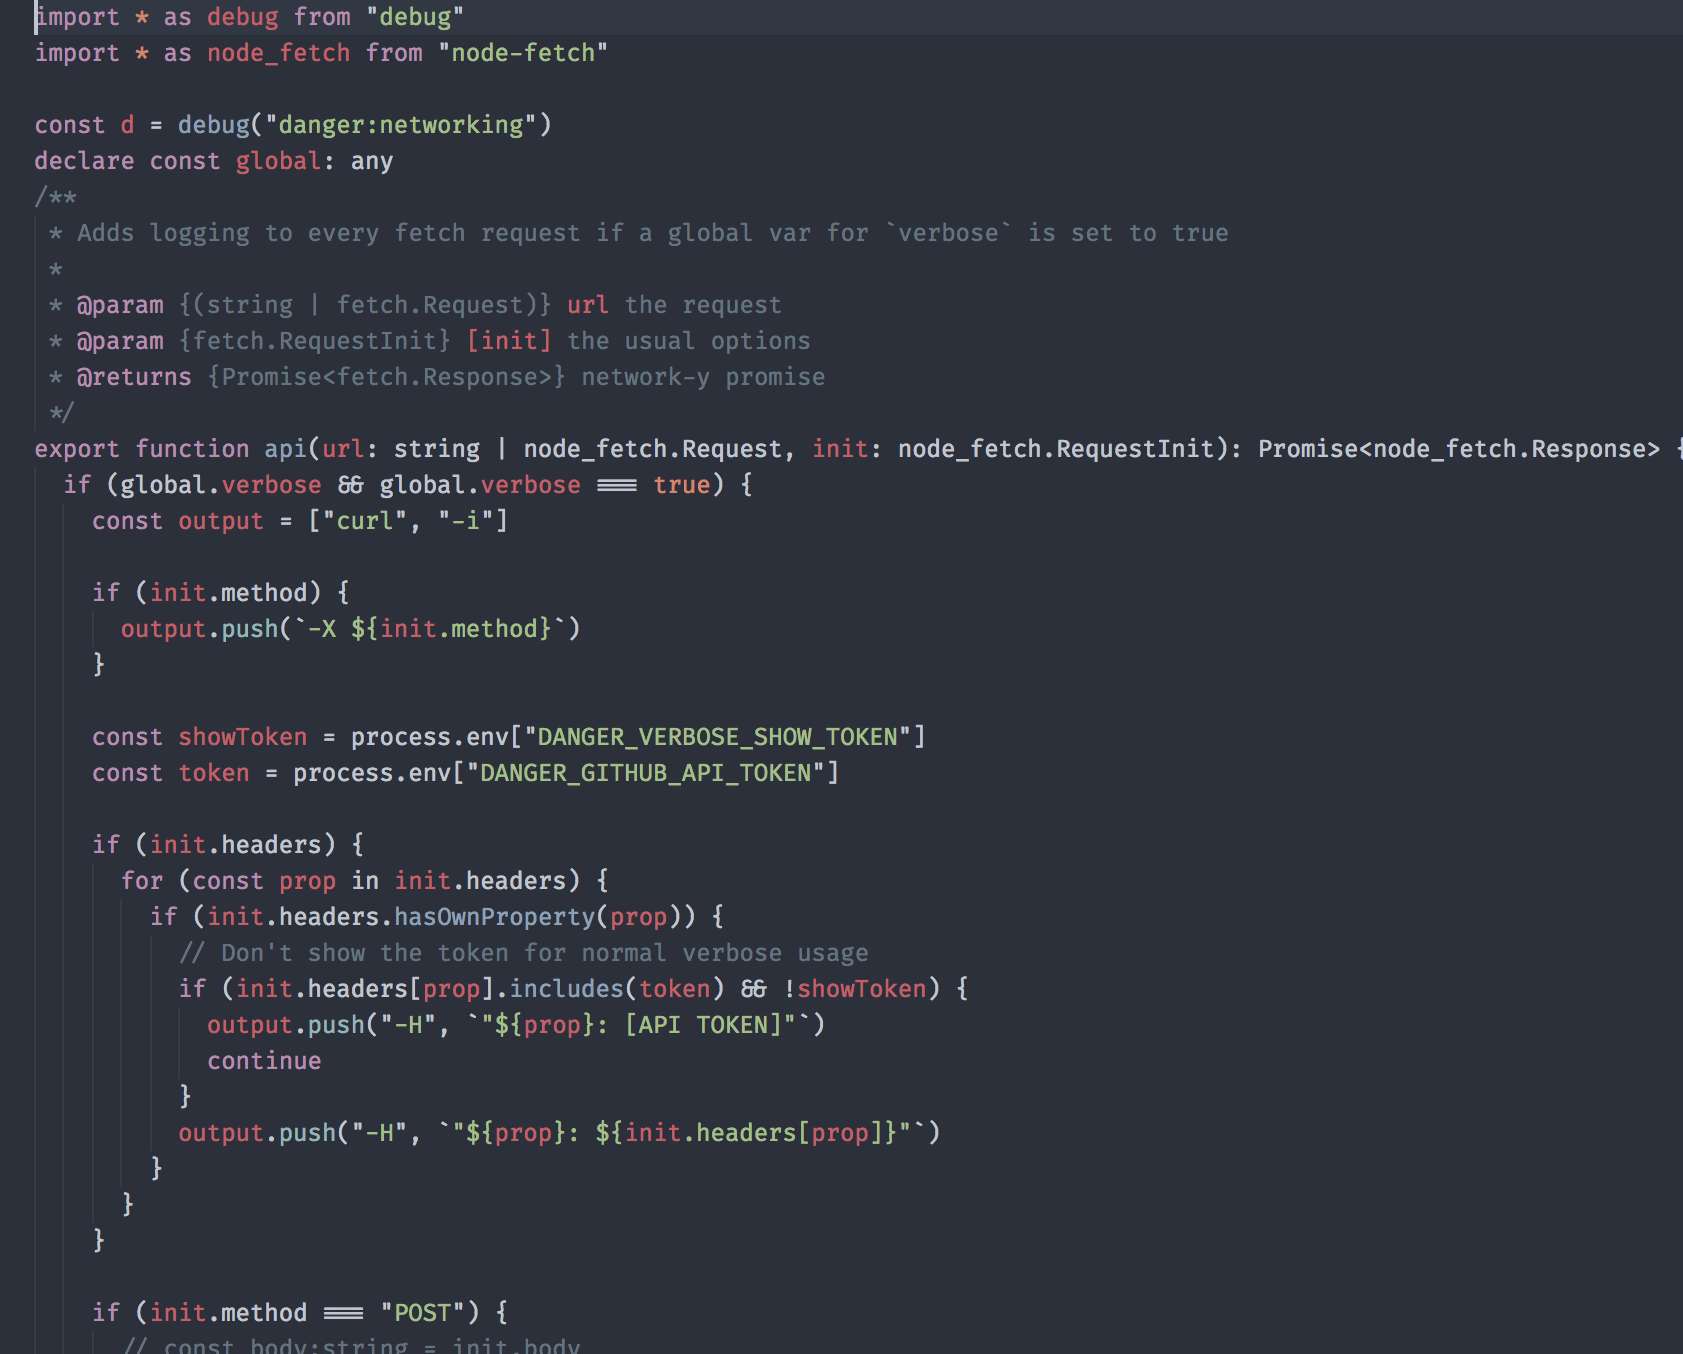 import * as debug from "debug"
import * as node_fetch from "node-fetch"

const d = debug("danger:networking")
declare const global: any
/**
 * Adds logging to every fetch request if a global var for `verbose` is set to true
 *
 * @param {(string | fetch.Request)} url the request
 * @param {fetch.RequestInit} [init] the usual options
 * @returns {Promise<fetch.Response>} network-y promise
 */
export function api(url: string | node_fetch.Request, init: node_fetch.RequestInit): Promise<node_fetch.Response> {
  if (global.verbose && global.verbose === true) {
    const output = ["curl", "-i"]

    if (init.method) {
      output.push(`-X ${init.method}`)
    }

    const showToken = process.env["DANGER_VERBOSE_SHOW_TOKEN"]
    const token = process.env["DANGER_GITHUB_API_TOKEN"]

    if (init.headers) {
      for (const prop in init.headers) {
        if (init.headers.hasOwnProperty(prop)) {
          // Don't show the token for normal verbose usage
          if (init.headers[prop].includes(token) && !showToken) {
            output.push("-H", `"${prop}: [API TOKEN]"`)
            continue
          }
          output.push("-H", `"${prop}: ${init.headers[prop]}"`)
        }
      }
    }

    if (init.method === "POST") {
      // const body:string = init.body